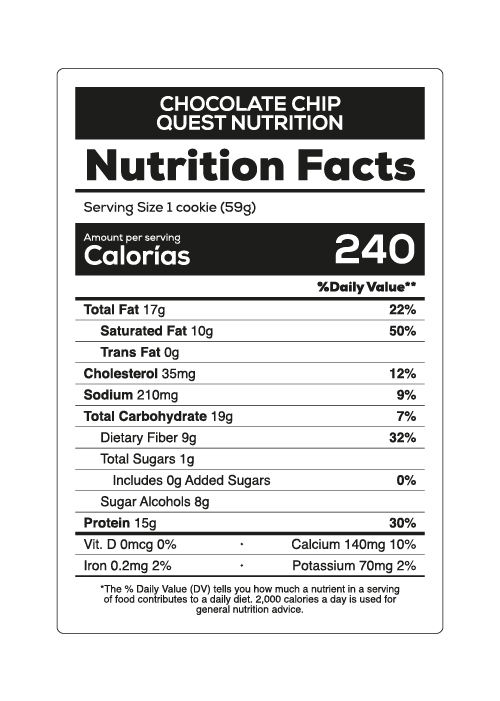 CHOCOLATE CHIP
QUEST NUTRITION
Nutrition Facts
Serving Size 1 cookie (59g)
Amount per serving
Calorías 240
%Daily Value**
Total Fat 17g 22%
Saturated Fat 10g 50%
Trans Fat 0g
Cholesterol 35mg 12%
Sodium 210mg 9%
Total Carbohydrate 19g 7%
Dietary Fiber 9g 32%
Total Sugars 1g
Includes 0g Added Sugars 0%
Sugar Alcohols 8g
Protein 15g 30%
Vit. D 0mcg 0% · Calcium 140mg 10%
Iron 0.2mg 2% · Potassium 70mg 2%
*The % Daily Value (DV) tells you how much a nutrient in a serving
of food contributes to a daily diet. 2,000 calories a day is used for
general nutrition advice.